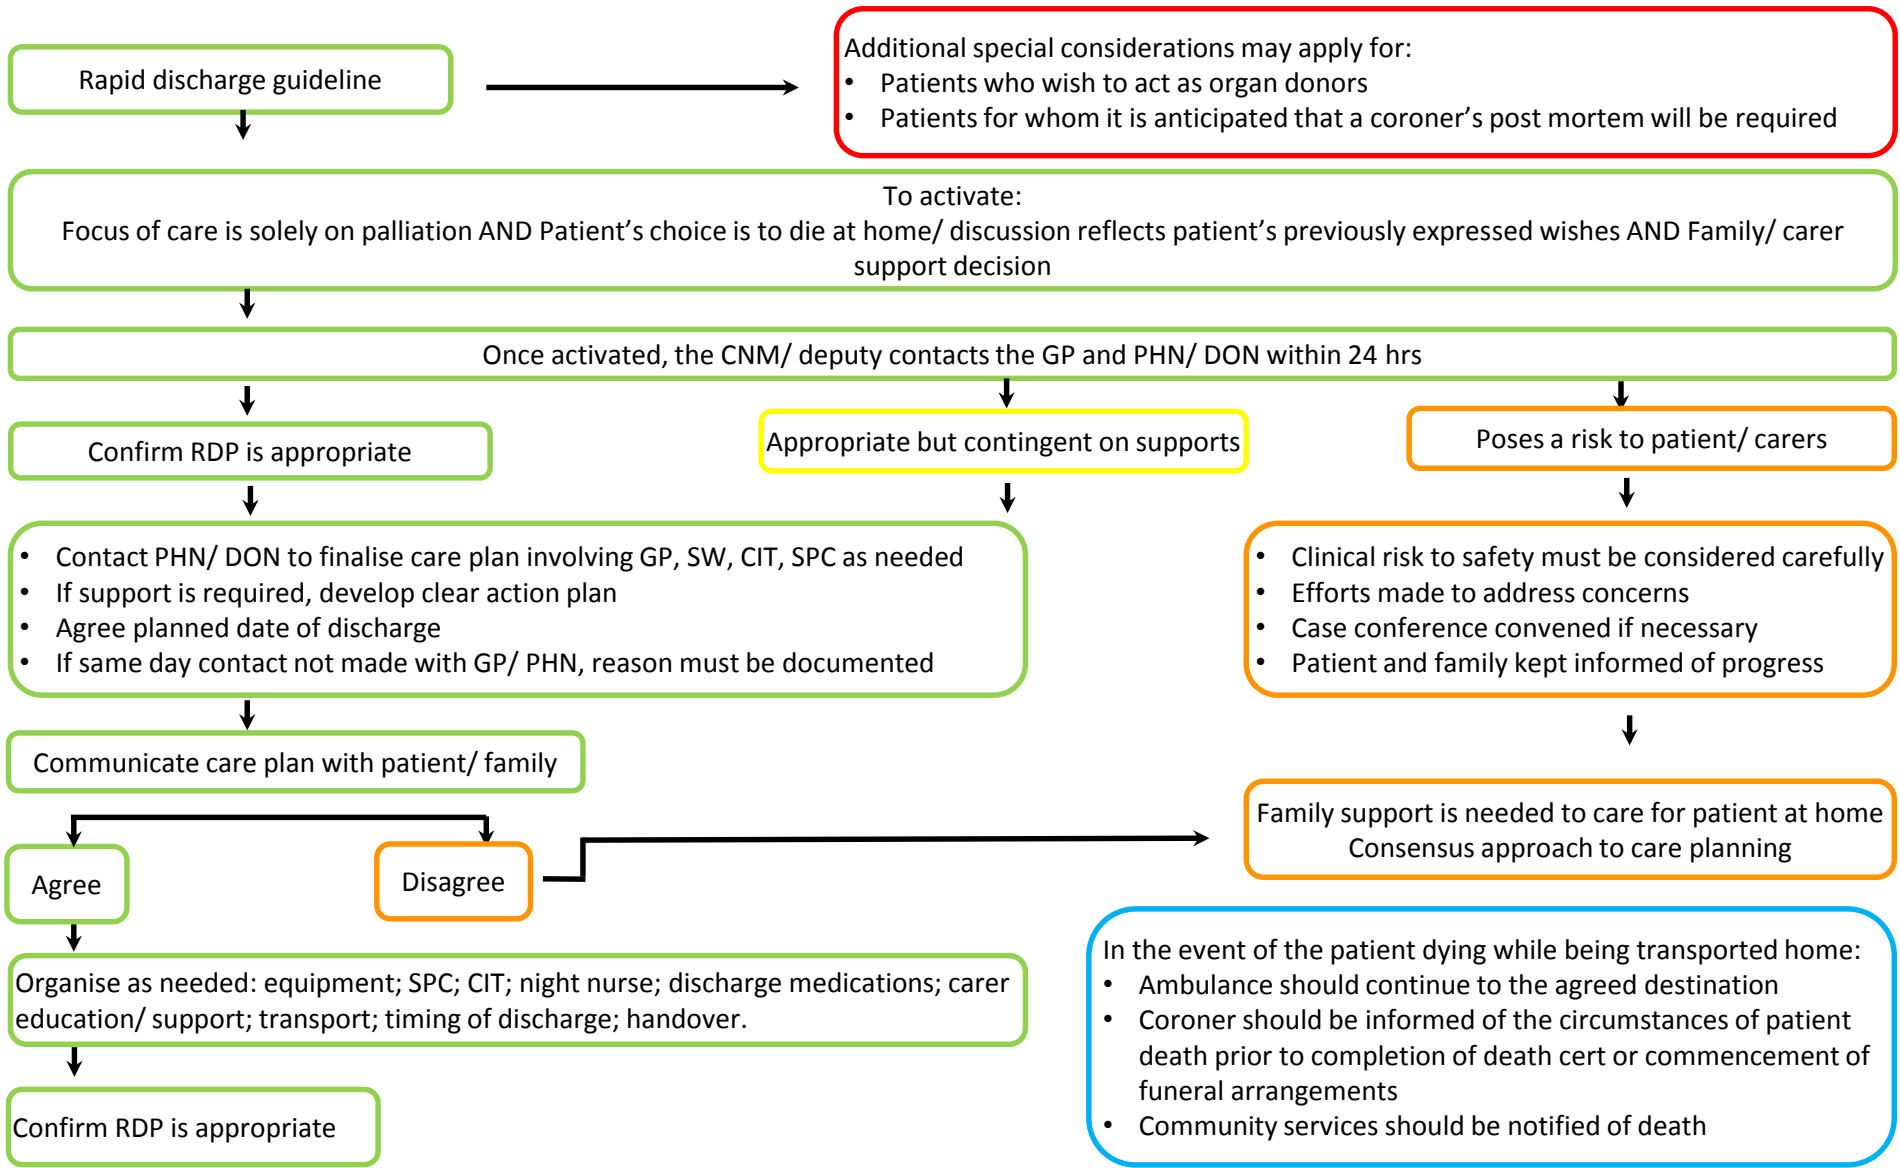 Rapid discharge guideline
Additional special considerations may apply for:
• Patients who wish to act as organ donors
• Patients for whom it is anticipated that a coroner’s post mortem will be required
To activate:
Focus of care is solely on palliation AND Patient’s choice is to die at home/ discussion reflects patient’s previously expressed wishes AND Family/ carer
support decision
Once activated, the CNM/ deputy contacts the GP and PHN/ DON within 24 hrs
Confirm RDP is appropriate
Appropriate but contingent on supports
Poses a risk to patient/ carers
• Contact PHN/ DON to finalise care plan involving GP, SW, CIT, SPC as needed
• If support is required, develop clear action plan
• Agree planned date of discharge
• If same day contact not made with GP/ PHN, reason must be documented
• Clinical risk to safety must be considered carefully
• Efforts made to address concerns
• Case conference convened if necessary
• Patient and family kept informed of progress
Communicate care plan with patient/ family
Family support is needed to care for patient at home
Consensus approach to care planning
Agree
Disagree
Organise as needed: equipment; SPC; CIT; night nurse; discharge medications; carer
education/ support; transport; timing of discharge; handover.
Confirm RDP is appropriate
In the event of the patient dying while being transported home:
• Ambulance should continue to the agreed destination
• Coroner should be informed of the circumstances of patient
death prior to completion of death cert or commencement of
funeral arrangements
• Community services should be notified of death